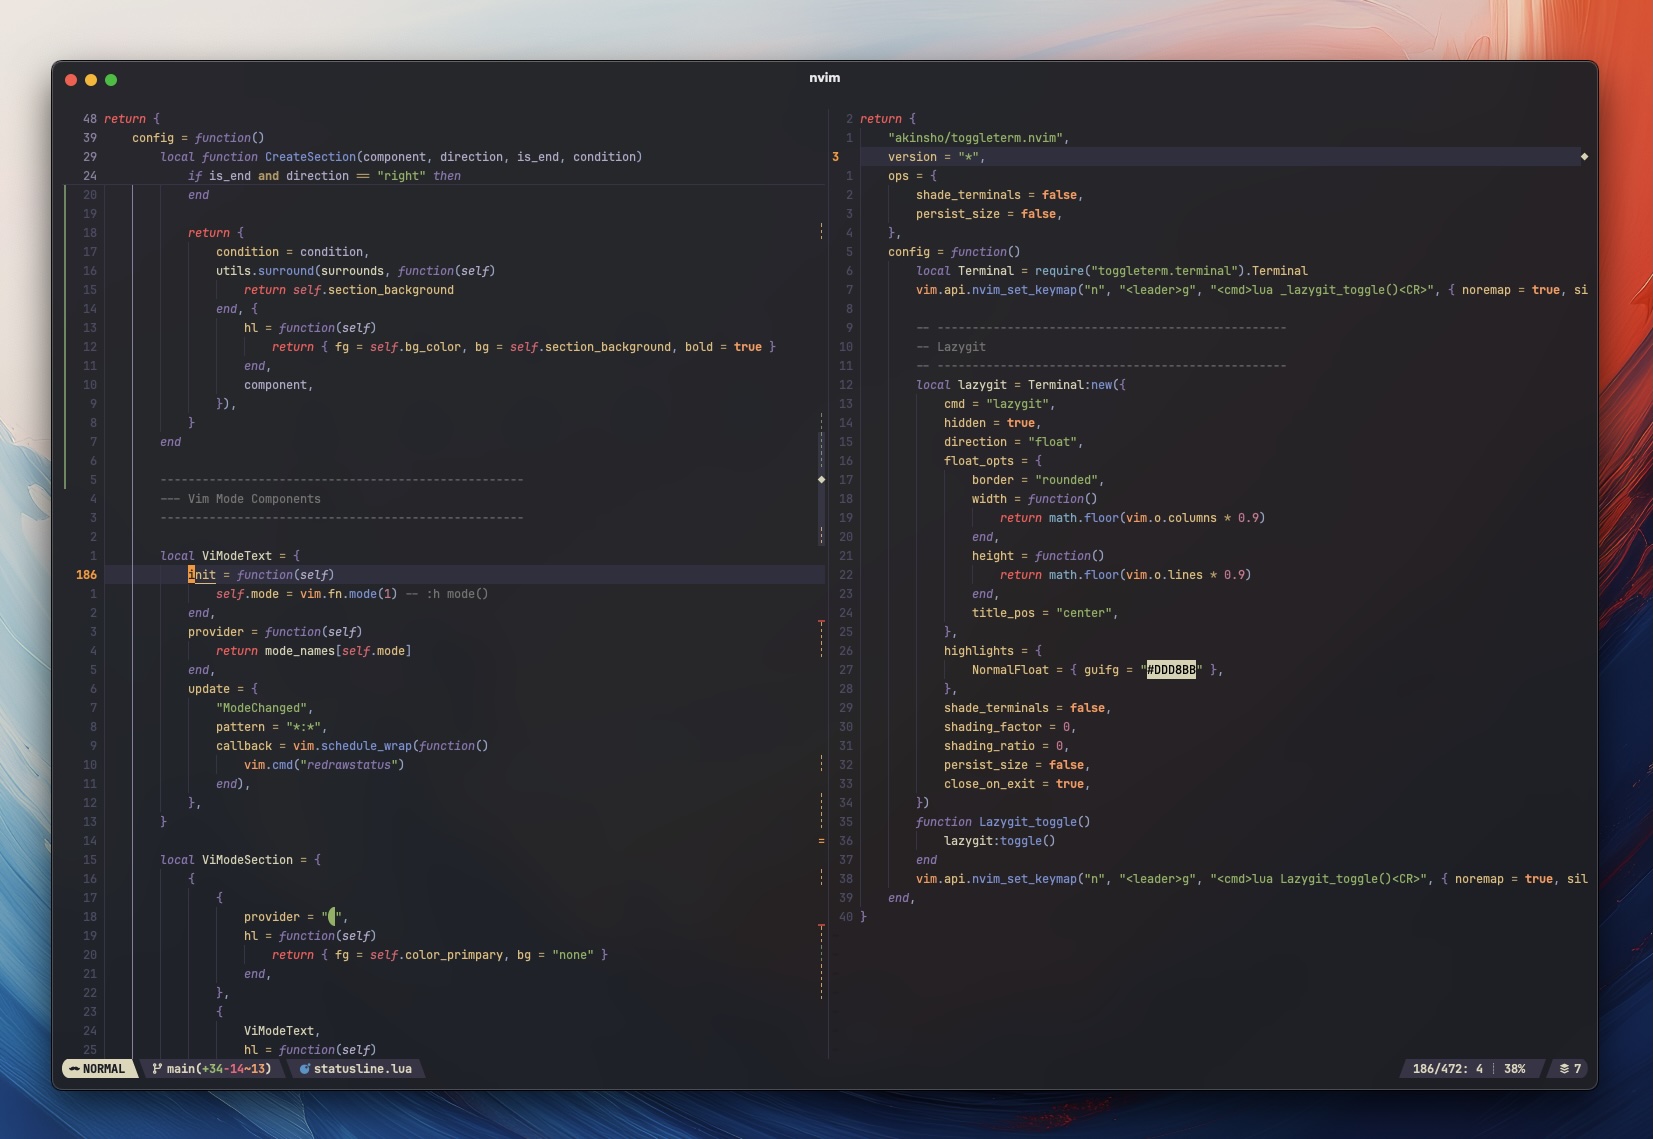 nvim
48 return {
39 config = function()
29 local function CreateSection(component, direction, is_end, condition)
24 if is_end and direction == "right" then
20 end
19
18 return {
17 condition = condition,
16 utils.surround(surrounds, function(self)
15 return self.section_background
14 end, {
13 hl = function(self)
12 return { fg = self.bg_color, bg = self.section_background, bold = true }
11 end,
10 component,
9 }),
8 }
7 end
6
5 ----------------------------------------------------
4 --- Vim Mode Components
3 ----------------------------------------------------
2
1 local ViModeText = {
186 init = function(self)
1 self.mode = vim.fn.mode(1) -- :h mode()
2 end,
3 provider = function(self)
4 return mode_names[self.mode]
5 end,
6 update = {
7 "ModeChanged",
8 pattern = "*:*",
9 callback = vim.schedule_wrap(function()
10 vim.cmd("redrawstatus")
11 end),
12 },
13 }
14
15 local ViModeSection = {
16 {
17 {
18 provider = "",
19 hl = function(self)
20 return { fg = self.color_primpary, bg = "none" }
21 end,
22 },
23 {
24 ViModeText,
25 hl = function(self)
2 return {
1 "akinsho/toggleterm.nvim",
3 version = "*",
1 ops = {
2 shade_terminals = false,
3 persist_size = false,
4 },
5 config = function()
6 local Terminal = require("toggleterm.terminal").Terminal
7 vim.api.nvim_set_keymap("n", "<leader>g", "<cmd>lua _lazygit_toggle()<CR>", { noremap = true, si
8
9 -- --------------------------------------------------
10 -- Lazygit
11 -- --------------------------------------------------
12 local lazygit = Terminal:new({
13 cmd = "lazygit",
14 hidden = true,
15 direction = "float",
16 float_opts = {
17 border = "rounded",
18 width = function()
19 return math.floor(vim.o.columns * 0.9)
20 end,
21 height = function()
22 return math.floor(vim.o.lines * 0.9)
23 end,
24 title_pos = "center",
25 },
26 highlights = {
27 NormalFloat = { guifg = "#DDD8BB" },
28 },
29 shade_terminals = false,
30 shading_factor = 0,
31 shading_ratio = 0,
32 persist_size = false,
33 close_on_exit = true,
34 })
35 function Lazygit_toggle()
36 lazygit:toggle()
37 end
38 vim.api.nvim_set_keymap("n", "<leader>g", "<cmd>lua Lazygit_toggle()<CR>", { noremap = true, sil
39 end,
40 }
NORMAL main(+34-14~13) statusline.lua 186/472: 4 38% 7